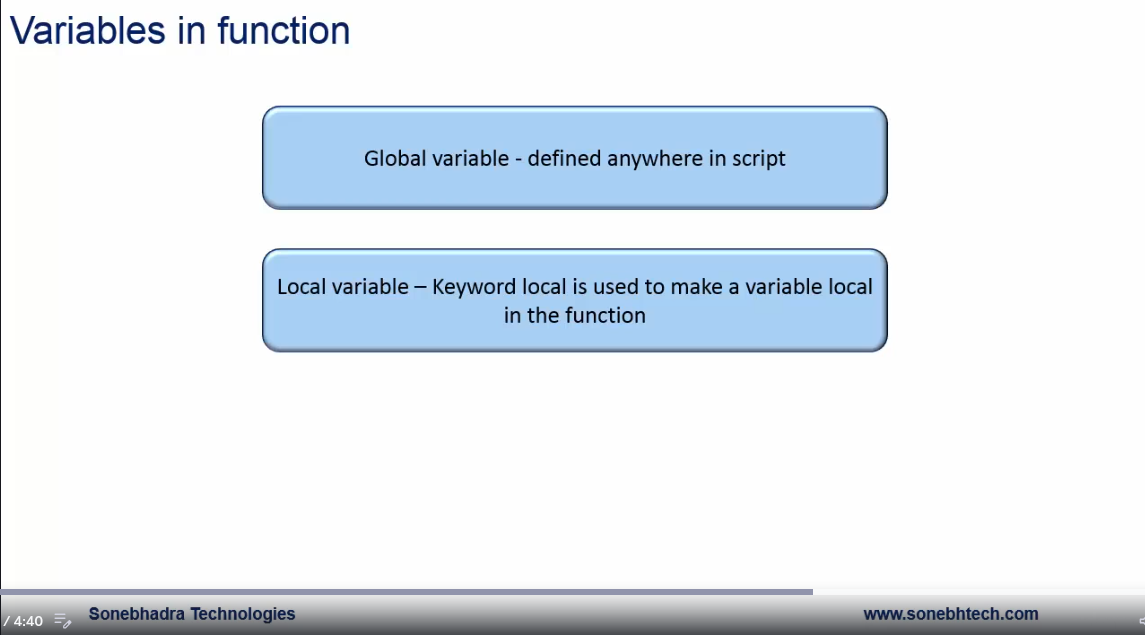 Variables in function
Global variable - defined anywhere in script
Local variable – Keyword local is used to make a variable local
in the function
/ 4:40
Sonebhadra Technologies
www.sonebhtech.com